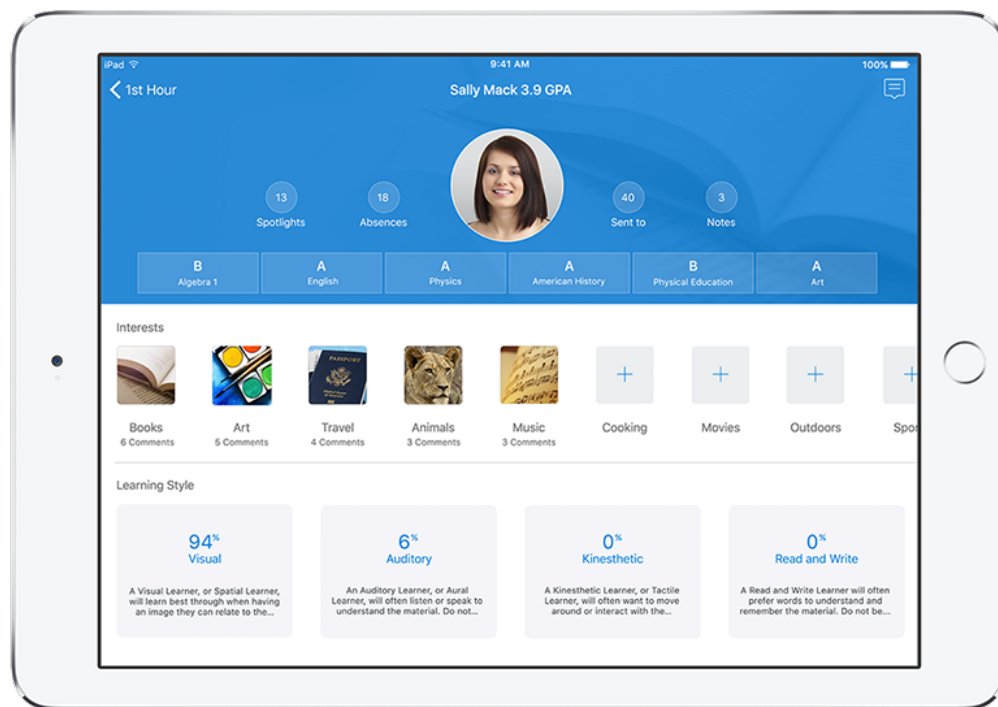 iPad 9:41 AM 100%
1st Hour Sally Mack 3.9 GPA
13 18 40 3
Spotlights Absences Sent to Notes
B A A A B A
Algebra 1 English Physics American History Physical Education Art
Interests
PASSPORT
Books Art Travel Animals Music Cooking Movies Outdoors Spor
6 Comments 5 Comments 4 Comments 3 Comments 3 Comments
Learning Style
94% 6% 0% 0%
Visual Auditory Kinesthetic Read and Write
A Visual Learner, or Spatial Learner,
will learn best through when having
an image they can relate to the...
An Auditory Learner, or Aural
Learner, will often listen or speak to
understand the material. Do not...
A Kinesthetic Learner, or Tactile
Learner, will often want to move
around or interact with the...
A Read and Write Learner will often
prefer words to understand and
remember the material. Do not be...